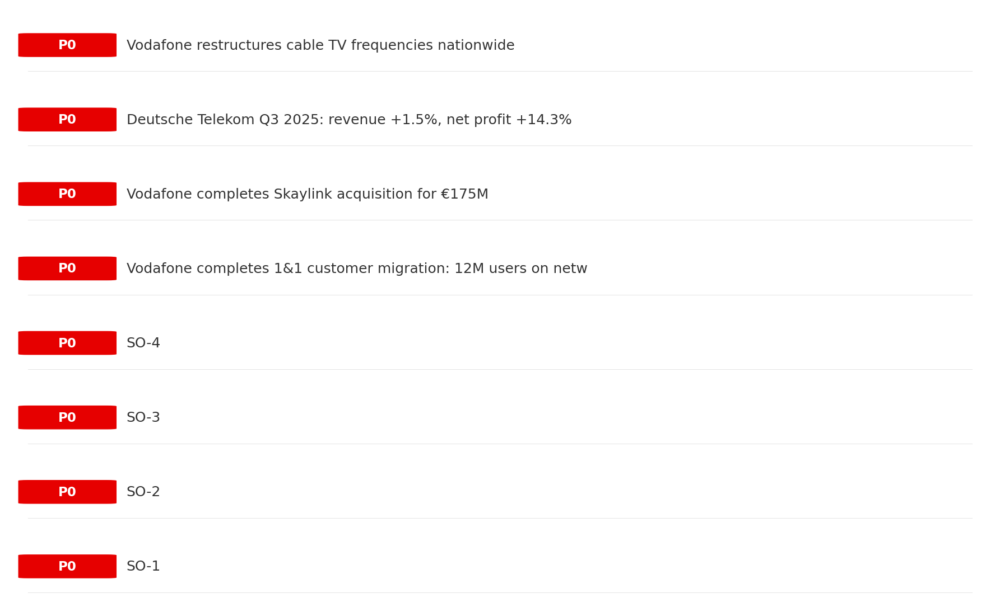 P0 Vodafone restructures cable TV frequencies nationwide
P0 Deutsche Telekom Q3 2025: revenue +1.5%, net profit +14.3%
P0 Vodafone completes Skaylink acquisition for €175M
P0 Vodafone completes 1&1 customer migration: 12M users on netw
P0 SO-4
P0 SO-3
P0 SO-2
P0 SO-1